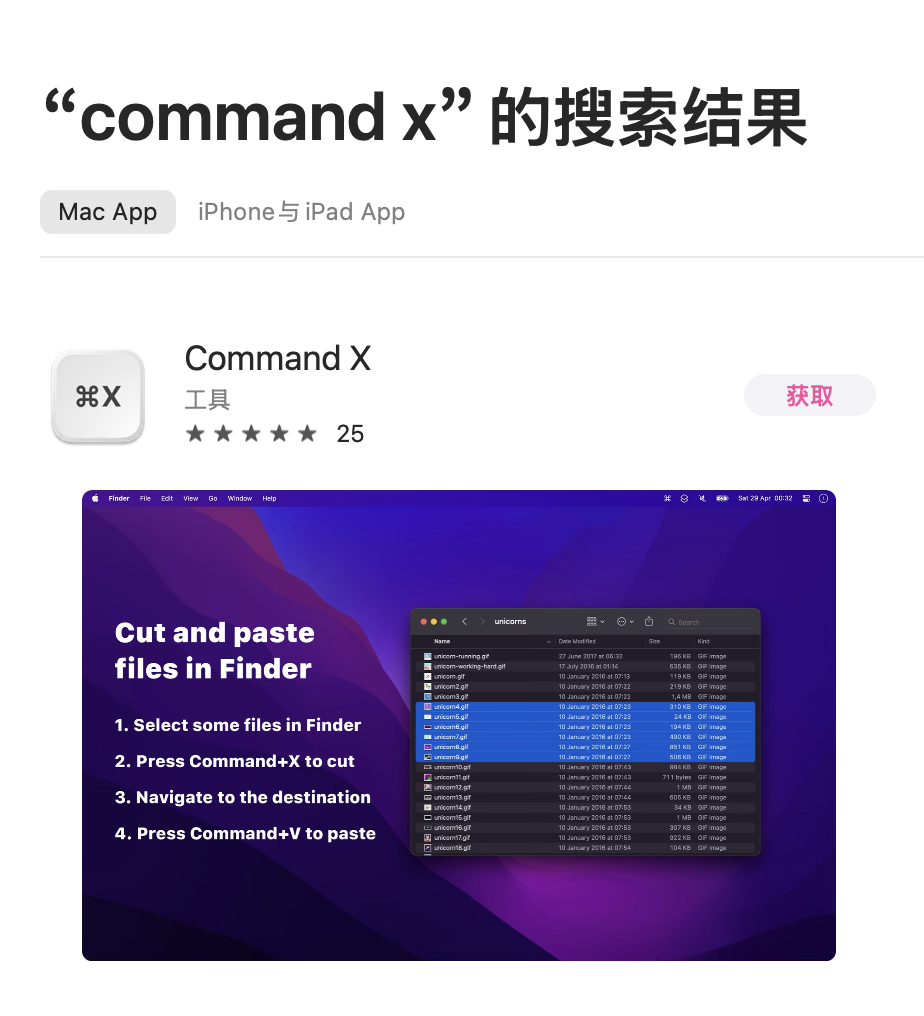 “command x” 的搜索结果
Mac App iPhone与 iPad App
Command X
⌘X
工具
获取
★★★★★ 25
Finder File Edit View Go Window Help Sat 29 Apr 00:32
Cut and paste
files in Finder
1. Select some files in Finder
2. Press Command+X to cut
3. Navigate to the destination
4. Press Command+V to paste
unicorns Search
Name Date Modified Size Kind
unicorn-running.gif 27 June 2017 at 06:32 196 KB GIF Image
unicorn-working-hard.gif 17 July 2016 at 01:14 635 KB GIF Image
unicorn.gif 10 January 2016 at 07:13 119 KB GIF Image
unicorn2.gif 10 January 2016 at 07:22 219 KB GIF Image
unicorn3.gif 10 January 2016 at 07:22 1,4 MB GIF Image
unicorn4.gif 10 January 2016 at 07:23 310 KB GIF Image
unicorn5.gif 10 January 2016 at 07:23 24 KB GIF Image
unicorn6.gif 10 January 2016 at 07:23 194 KB GIF Image
unicorn7.gif 10 January 2016 at 07:23 490 KB GIF Image
unicorn8.gif 10 January 2016 at 07:27 851 KB GIF Image
unicorn9.gif 10 January 2016 at 07:27 506 KB GIF Image
unicorn10.gif 10 January 2016 at 07:43 984 KB GIF Image
unicorn11.gif 10 January 2016 at 07:43 711 bytes GIF Image
unicorn12.gif 10 January 2016 at 07:44 1 MB GIF Image
unicorn13.gif 10 January 2016 at 07:44 605 KB GIF Image
unicorn14.gif 10 January 2016 at 07:53 34 KB GIF Image
unicorn15.gif 10 January 2016 at 07:53 1 MB GIF Image
unicorn16.gif 10 January 2016 at 07:53 307 KB GIF Image
unicorn17.gif 10 January 2016 at 07:53 922 KB GIF Image
unicorn18.gif 10 January 2016 at 07:54 104 KB GIF Image